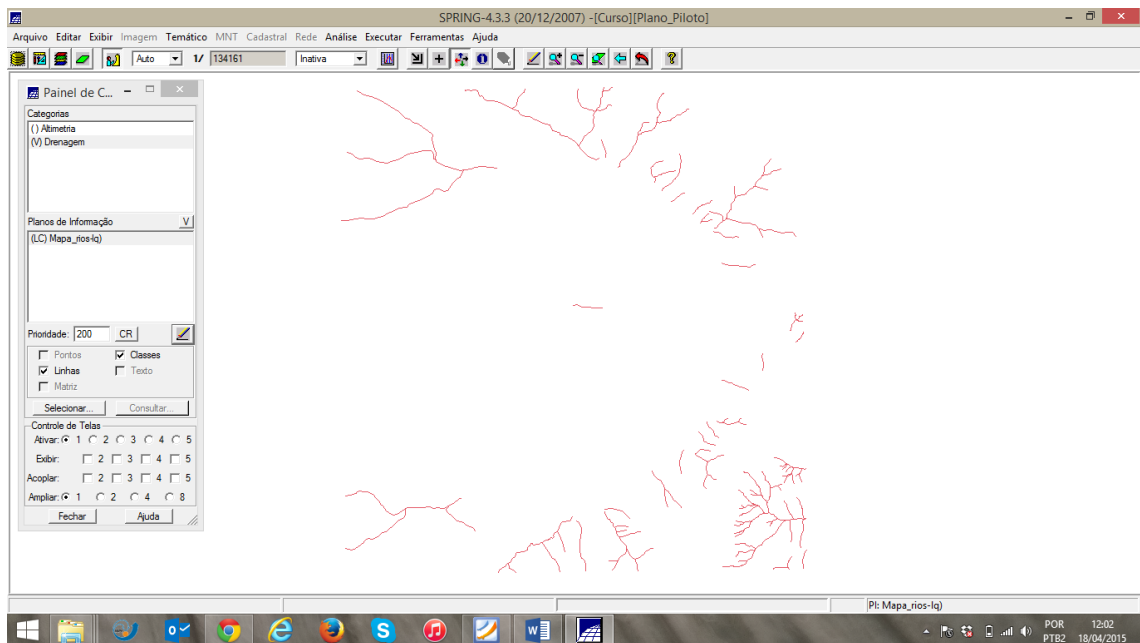 SPRING-4.3.3 (20/12/2007) -[Curso][Plano_Piloto]
Arquivo Editar Exibir Imagem Temático MNT Cadastral Rede Análise Executar Ferramentas Ajuda
Auto 1/ 134161 Inativa
Painel de C...
Categorias
( ) Altimetria
(V) Drenagem
Planos de Informação V
(LC) Mapa_rios-lq)
Prioridade: 200 CR
Pontos Classes
Linhas Texto
Matriz
Selecionar... Consultar...
Controle de Telas
Ativar: 1 2 3 4 5
Exibir: 2 3 4 5
Acoplar: 2 3 4 5
Ampliar: 1 2 4 8
Fechar Ajuda
PI: Mapa_rios-lq)
POR 12:02
PTB2 18/04/2015